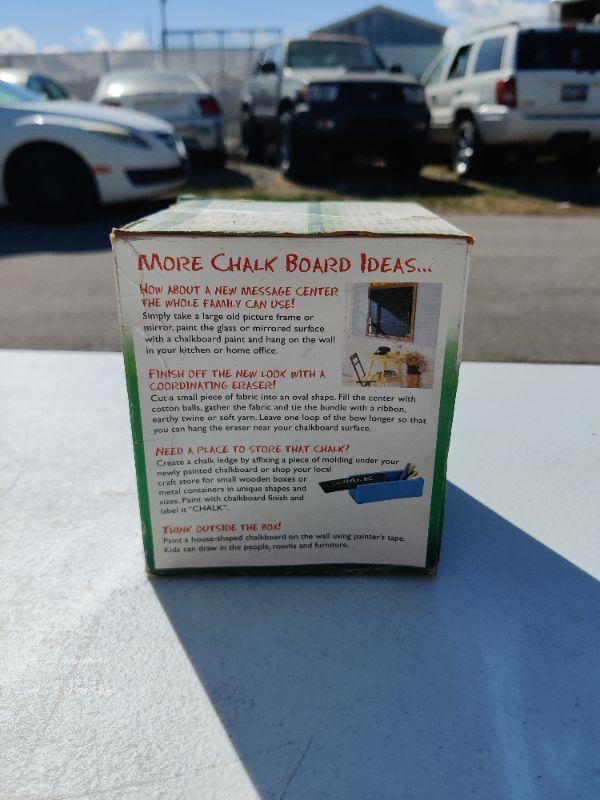 MORE CHALK BOARD IDEAS...
HOW ABOUT A NEW MESSAGE CENTER
THE WHOLE FAMILY CAN USE!
Simply take a large old picture frame or
mirror, paint the glass or mirrored surface
with a chalkboard paint and hang on the wall
in your kitchen or home office.
FINISH OFF THE NEW LOOK WITH A
COORDINATING ERASER!
Cut a small piece of fabric into an oval shape. Fill the center with
cotton balls, gather the fabric and tie the bundle with a ribbon,
earthy twine or soft yarn. Leave one loop of the bow longer so that
you can hang the eraser near your chalkboard surface.
NEED A PLACE TO STORE THAT CHALK?
Create a chalk ledge by affixing a piece of molding under your
newly painted chalkboard or shop your local
craft store for small wooden boxes or
metal containers in unique shapes and
sizes. Paint with chalkboard finish and
label it "CHALK".
CHALK
THINK OUTSIDE THE BOX!
Paint a house-shaped chalkboard on the wall using painter's tape.
Kids can draw in the people, rooms and furniture.